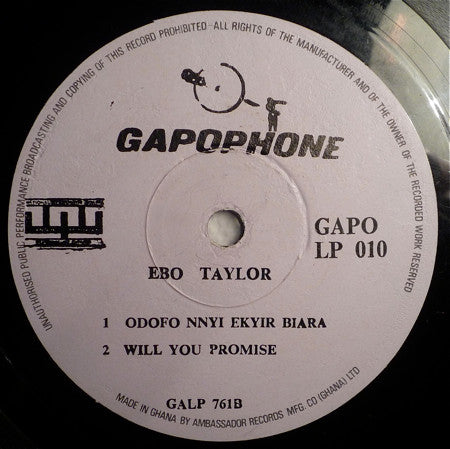 UNAUTHORISED PUBLIC PERFORMANCE BROADCASTING AND COPYING OF THIS RECORD PROHIBITED-ALL RIGHTS OF THE MANUFACTURER AND OF THE OWNER OF THE RECORDED WORK RESERVED
GAPOPHONE
GAPO
LP 010
EBO TAYLOR
1 ODOFO NNYI EKYIR BIARA
2 WILL YOU PROMISE
GALP 761B
MADE IN GHANA BY AMBASSADOR RECORDS MFG. CO (GHANA) LTD